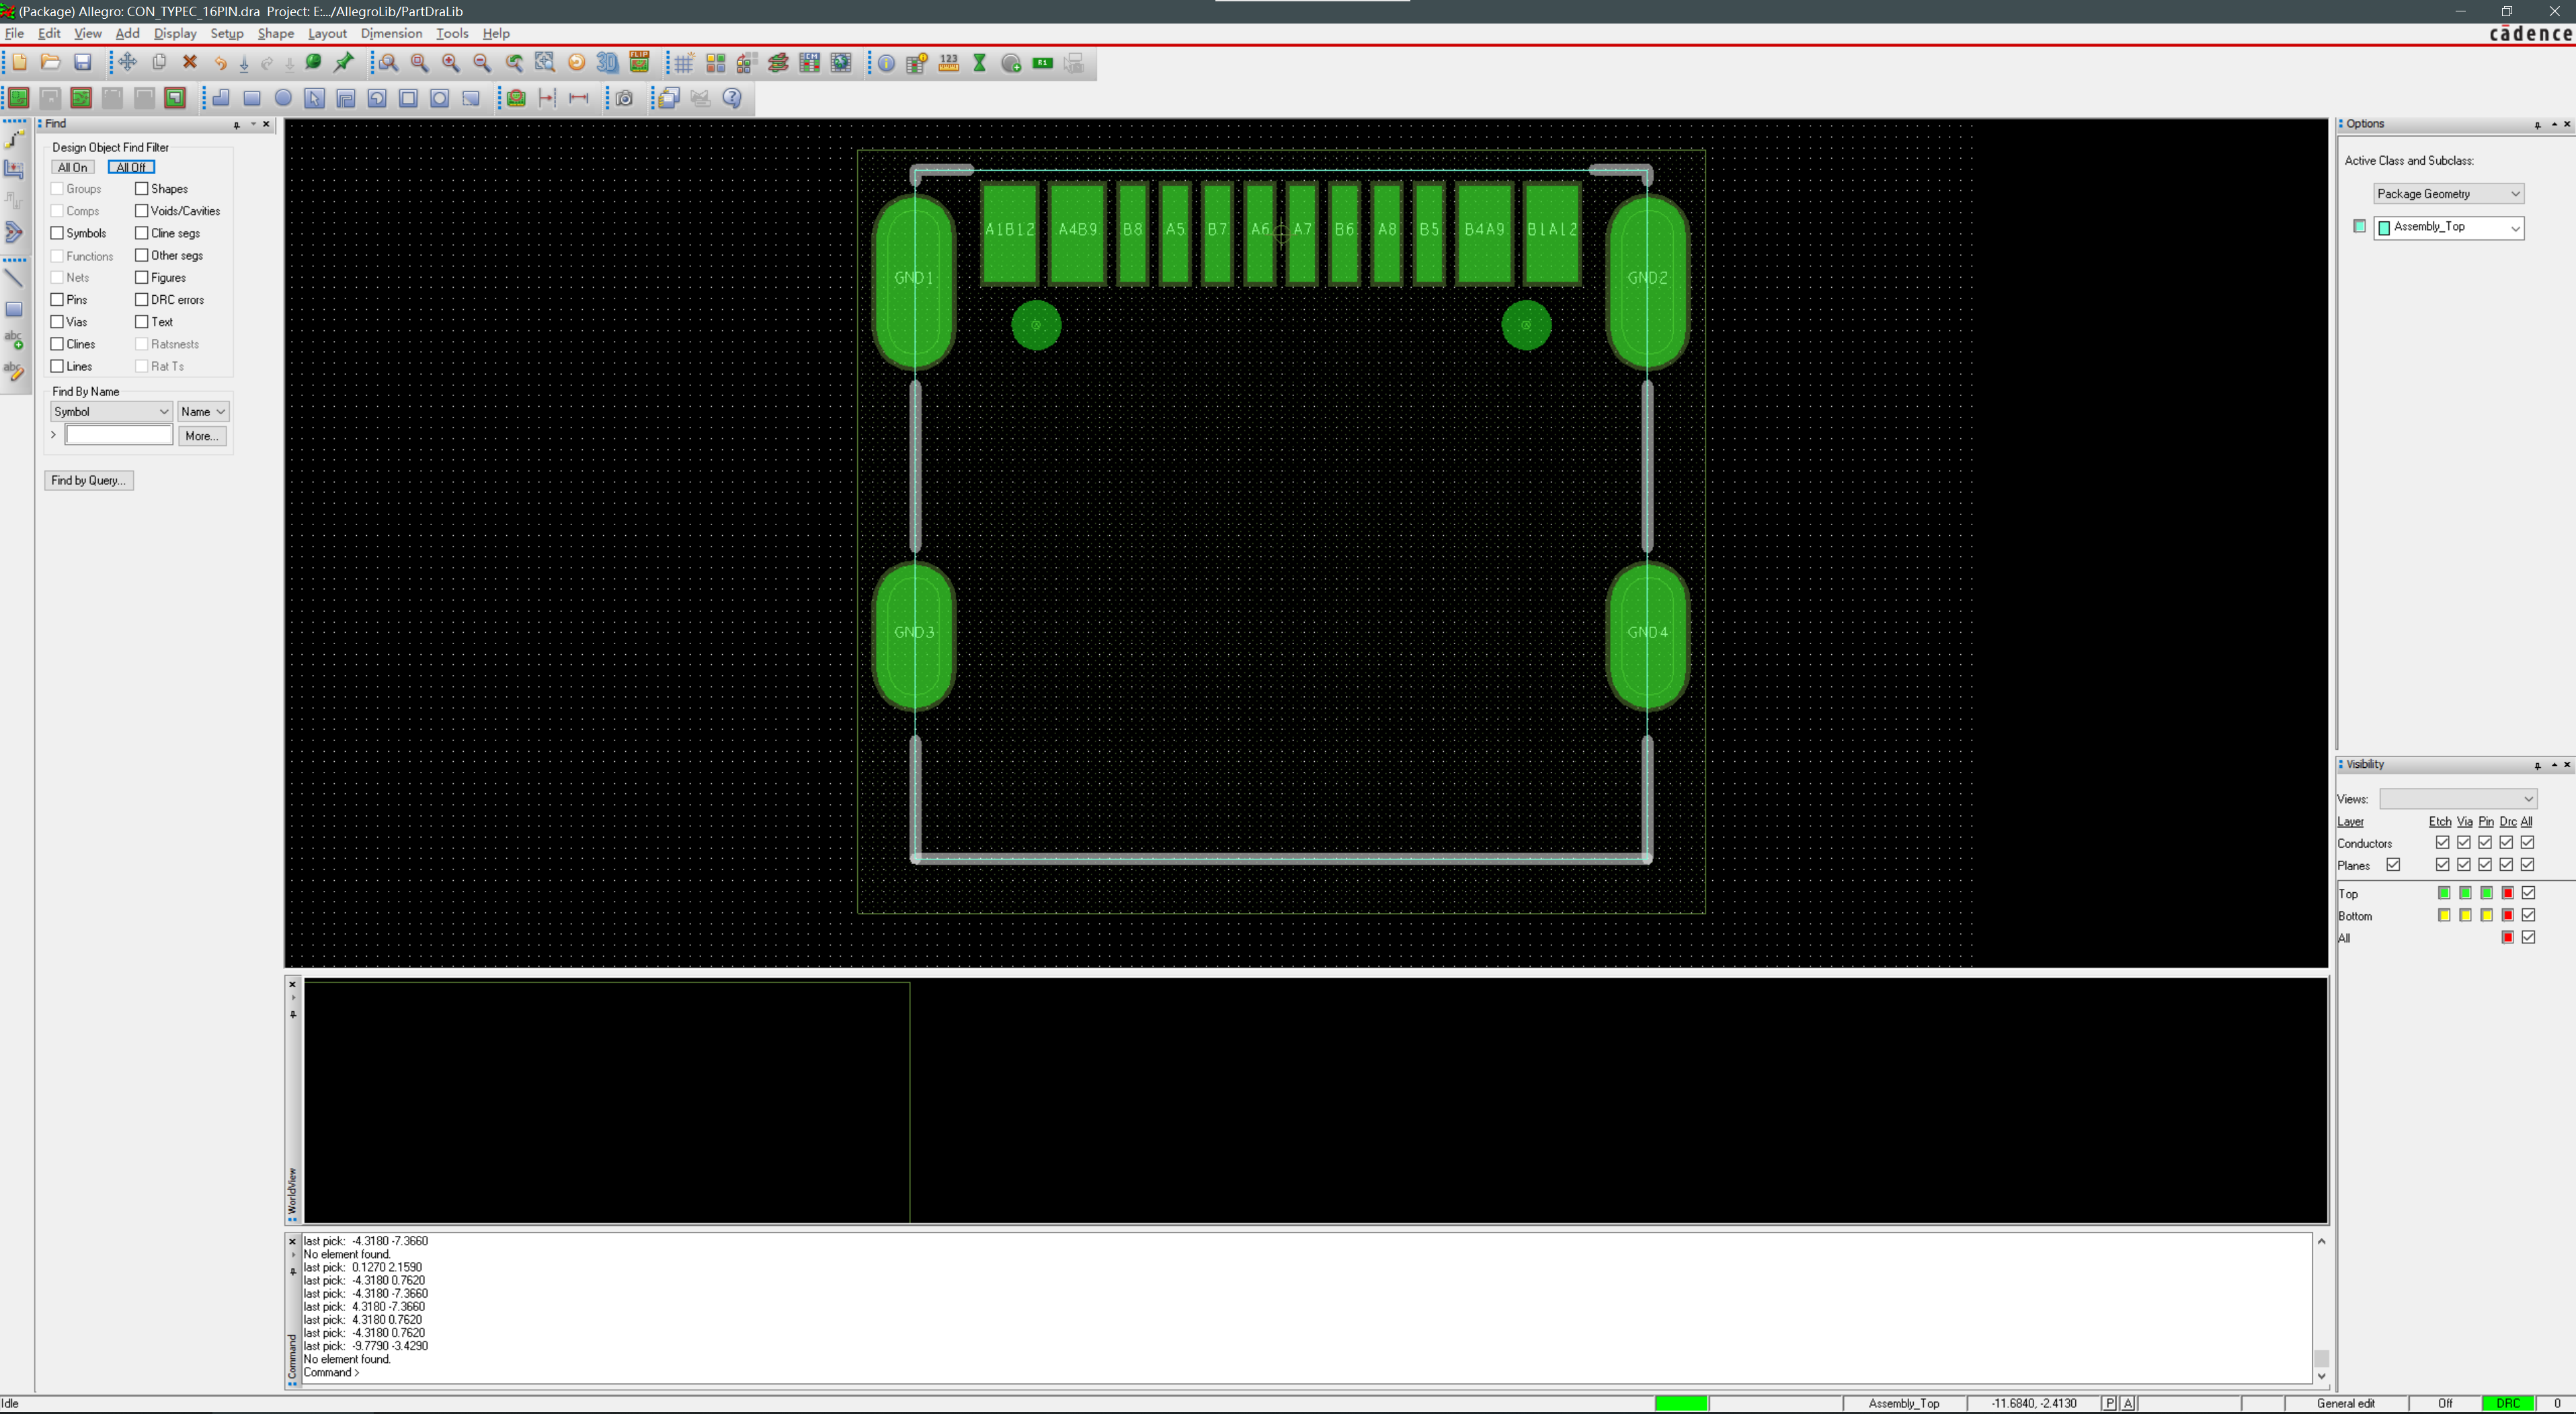 (Package) Allegro: CON_TYPEC_16PIN.dra Project: E:.../AllegroLib/PartDraLib
File Edit View Add Display Setup Shape Layout Dimension Tools Help
cādence
Find
Design Object Find Filter
All On All Off
Groups Shapes
Comps Voids/Cavities
Symbols Cline segs
Functions Other segs
Nets Figures
Pins DRC errors
Vias Text
Clines Ratsnests
Lines Rat Ts
Find By Name
Symbol Name
> More...
Find by Query...
A1B12 A4B9 B8 A5 B7 A6 A7 B6 A8 B5 B4A9 B1A12
GND1 GND2
GND3 GND4
Options
Active Class and Subclass:
Package Geometry
Assembly_Top
Visibility
Views:
Layer Etch Via Pin Drc All
Conductors
Planes
Top
Bottom
All
WorldView
Command
last pick: -4.3180 -7.3660
No element found.
last pick: 0.1270 2.1590
last pick: -4.3180 0.7620
last pick: -4.3180 -7.3660
last pick: 4.3180 -7.3660
last pick: 4.3180 0.7620
last pick: -4.3180 0.7620
last pick: -9.7790 -3.4290
No element found.
Command >
Idle Assembly_Top -11.6840, -2.4130 P A General edit Off DRC 0